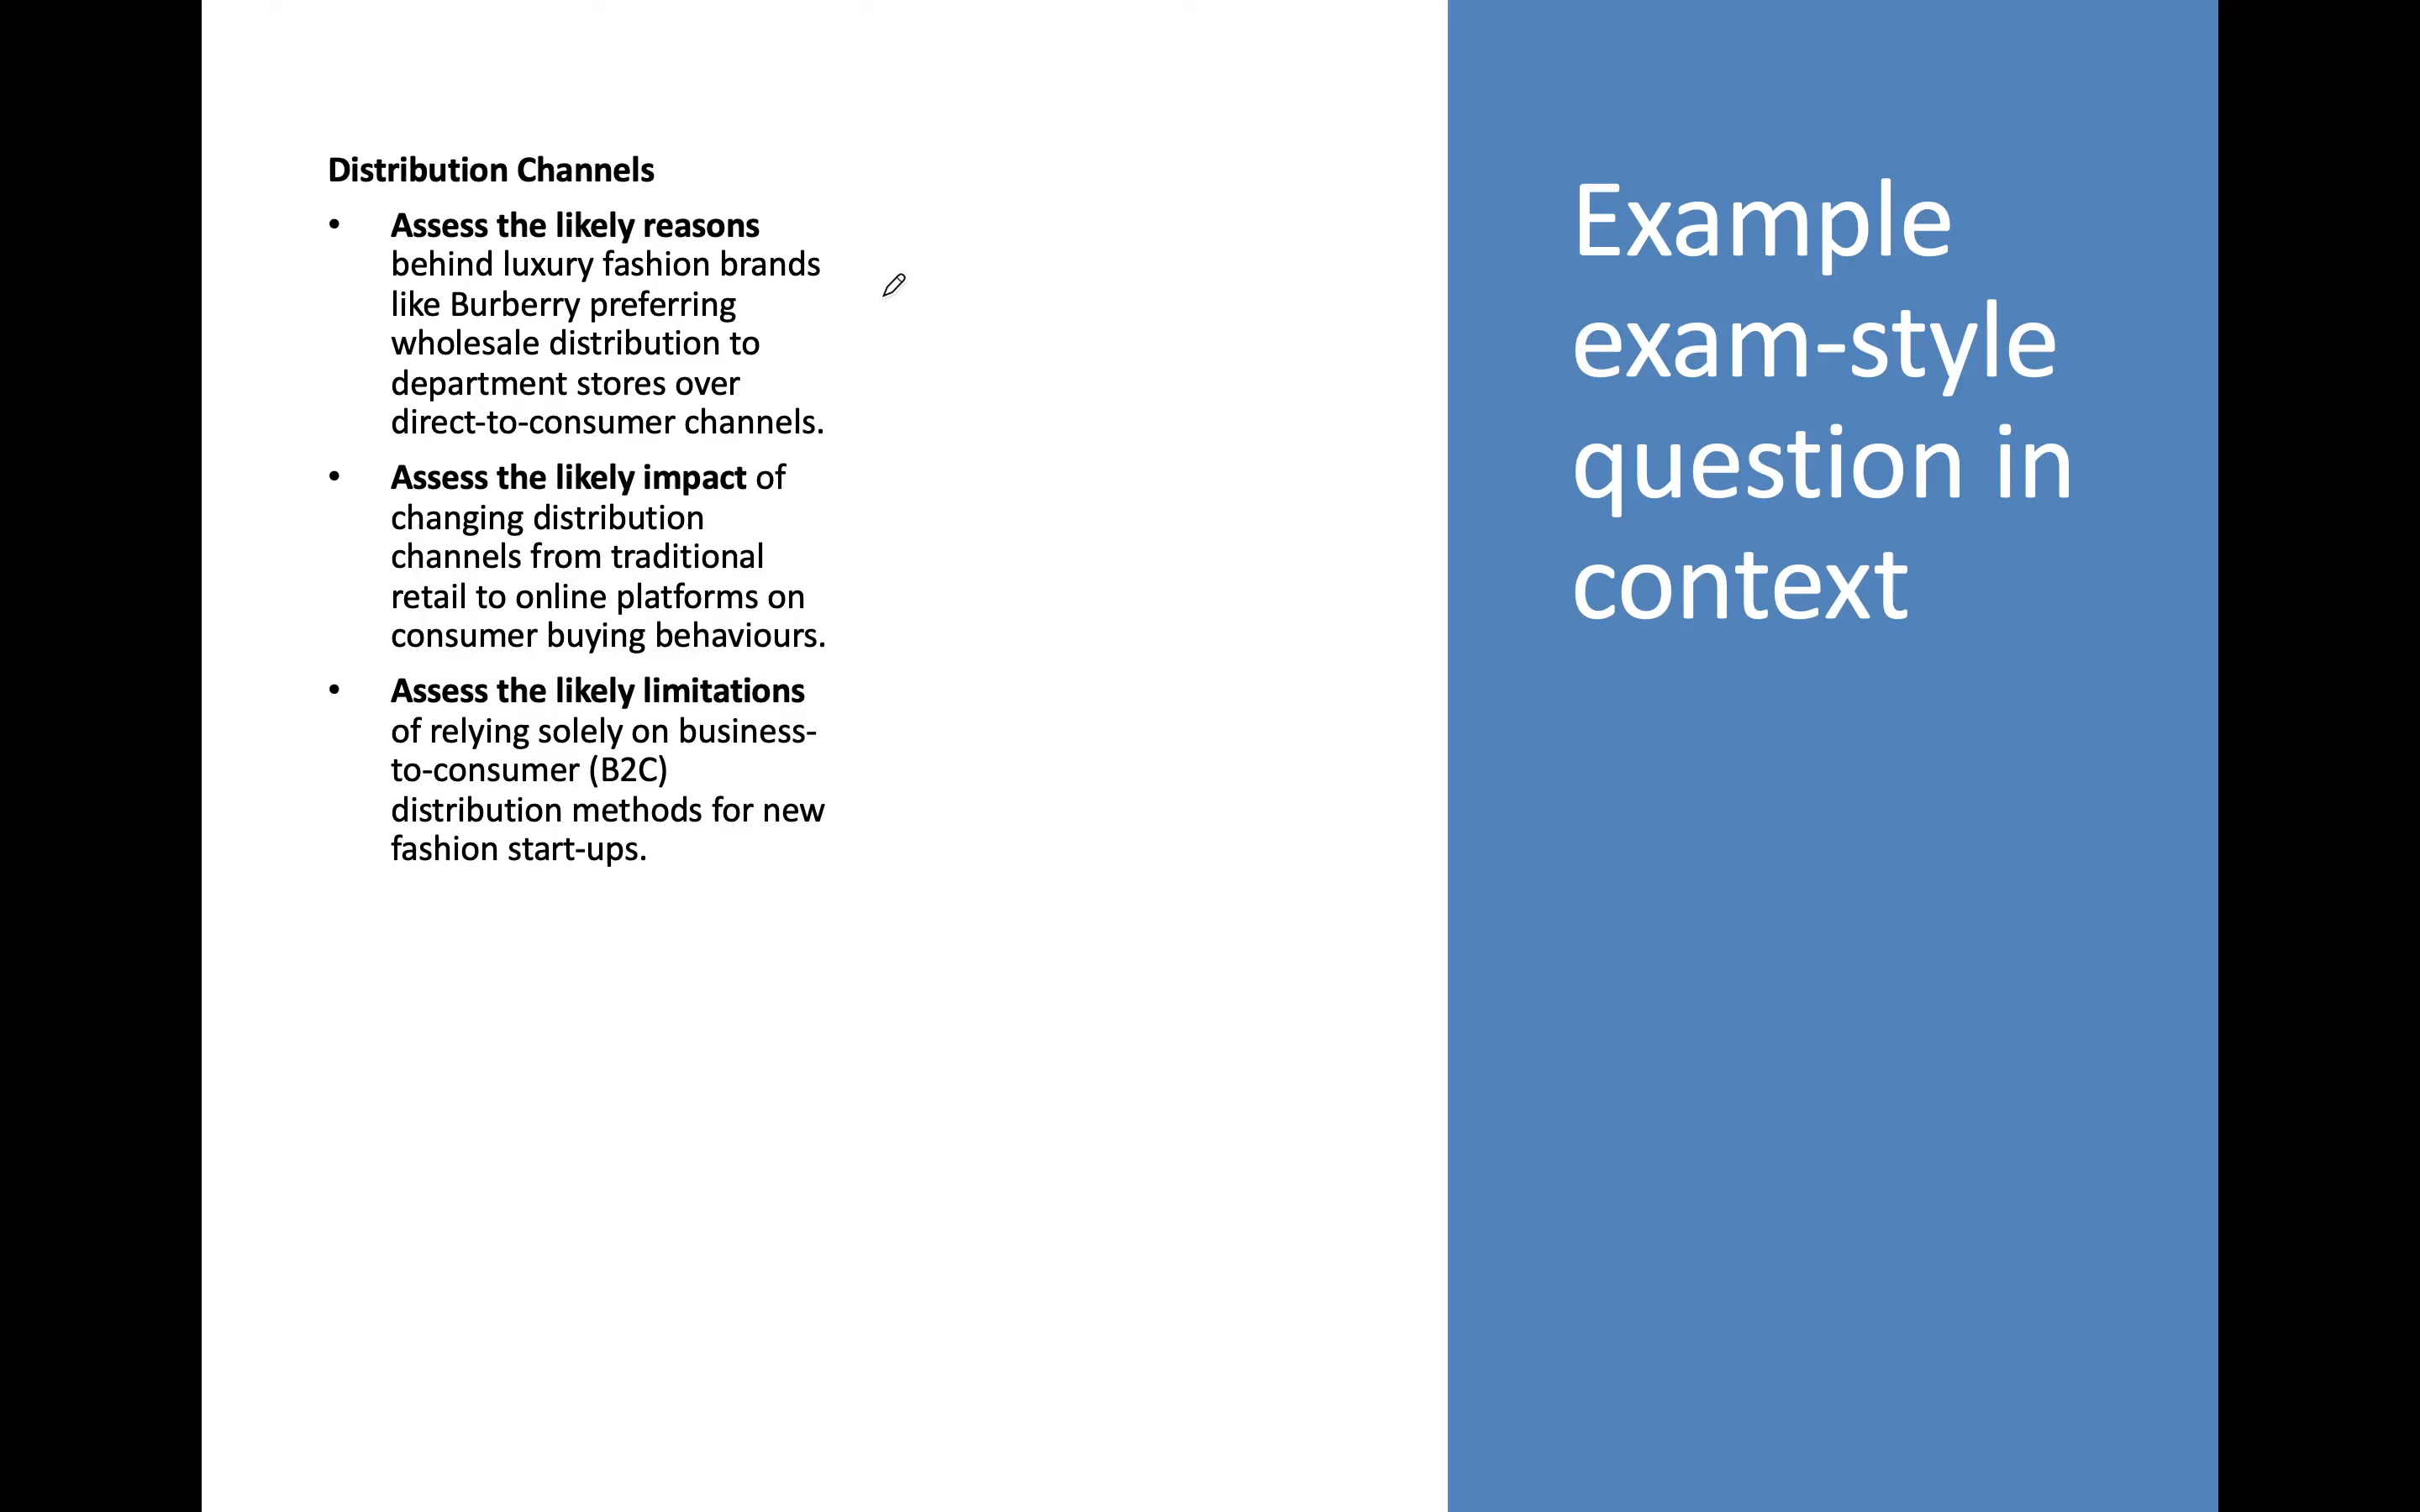 Distribution Channels
• Assess the likely reasons
behind luxury fashion brands
like Burberry preferring
wholesale distribution to
department stores over
direct-to-consumer channels.
• Assess the likely impact of
changing distribution
channels from traditional
retail to online platforms on
consumer buying behaviours.
• Assess the likely limitations
of relying solely on business-
to-consumer (B2C)
distribution methods for new
fashion start-ups.
Example
exam-style
question in
context